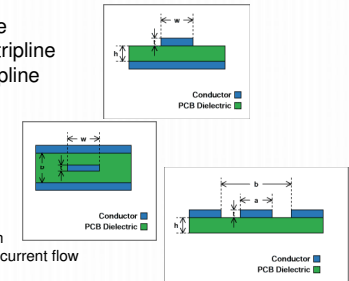 e
tripline
pline
w
t
h
Conductor
PCB Dielectric
w
Conductor
PCB Dielectric
n
current flow
b
a
t
h
Conductor
PCB Dielectric